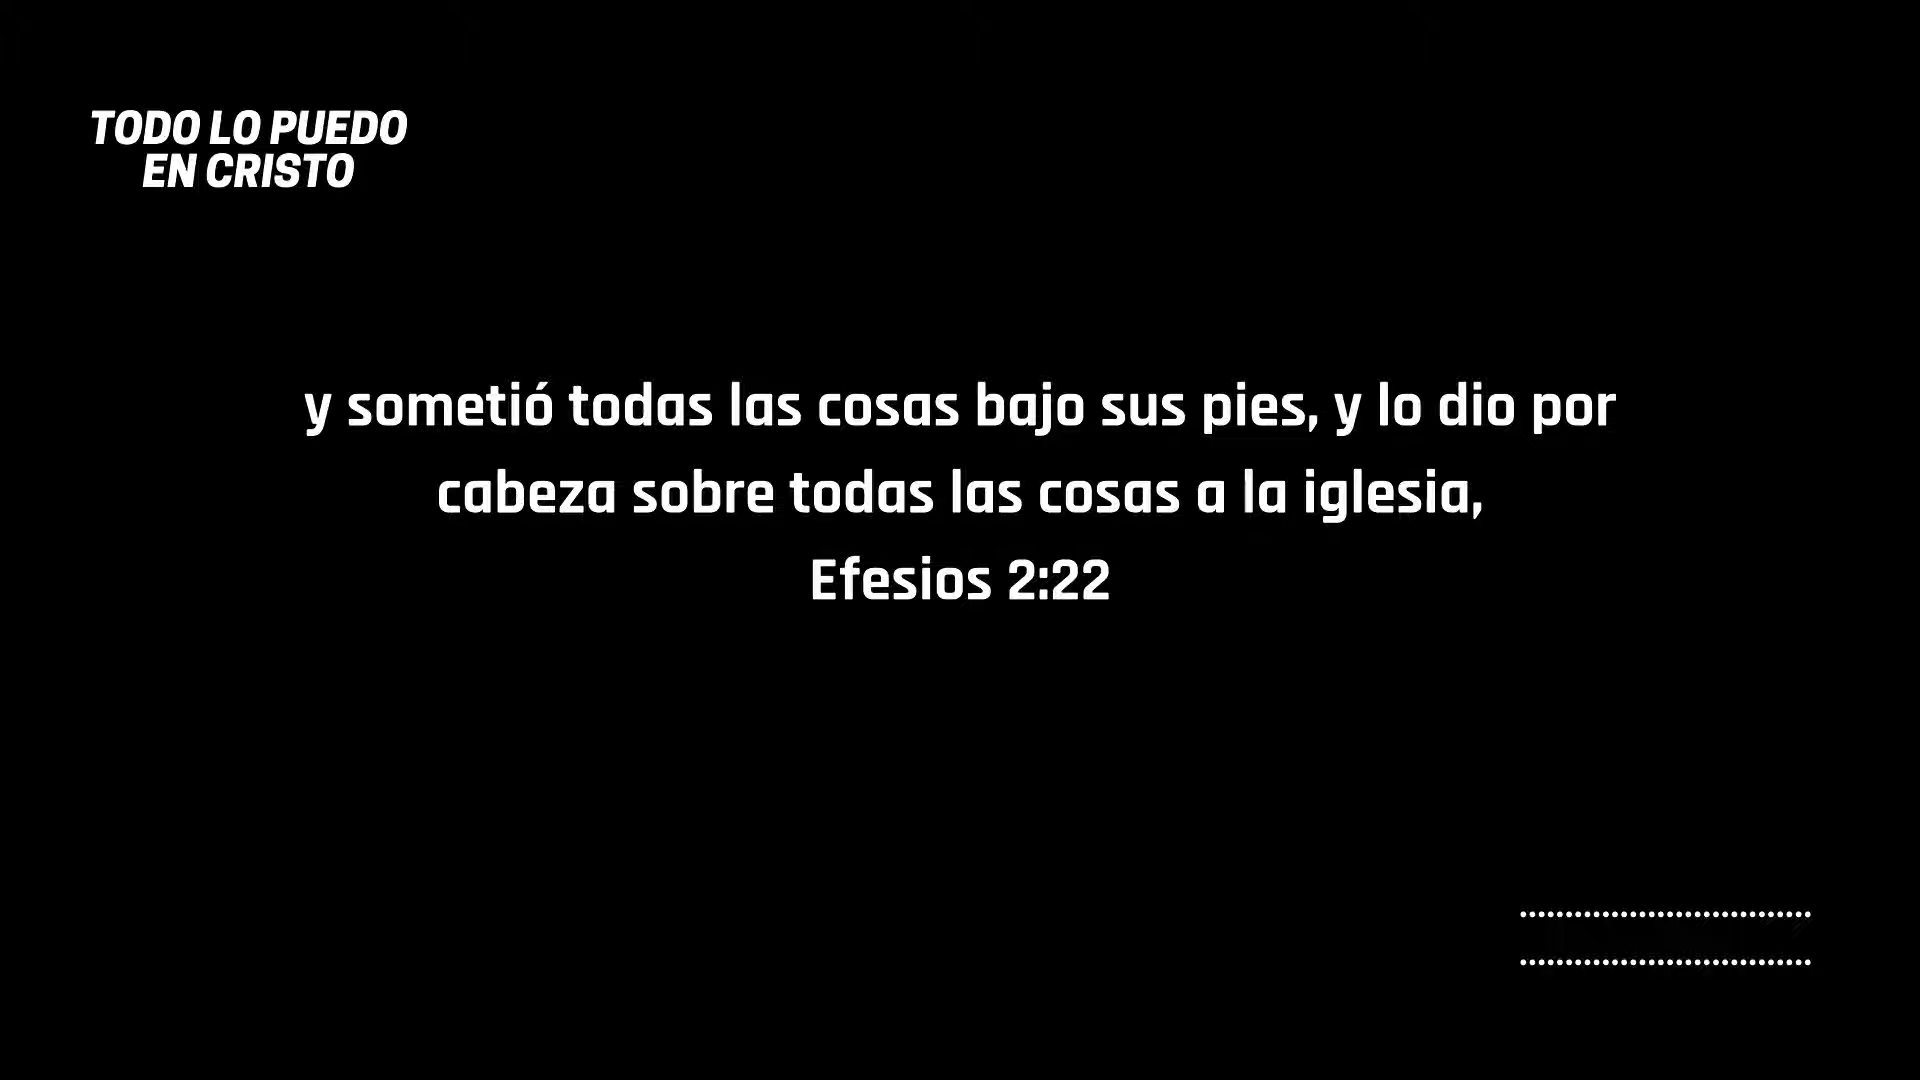 TODO LO PUEDO
EN CRISTO
y sometió todas las cosas bajo sus pies, y lo dio por
cabeza sobre todas las cosas a la iglesia,
Efesios 2:22